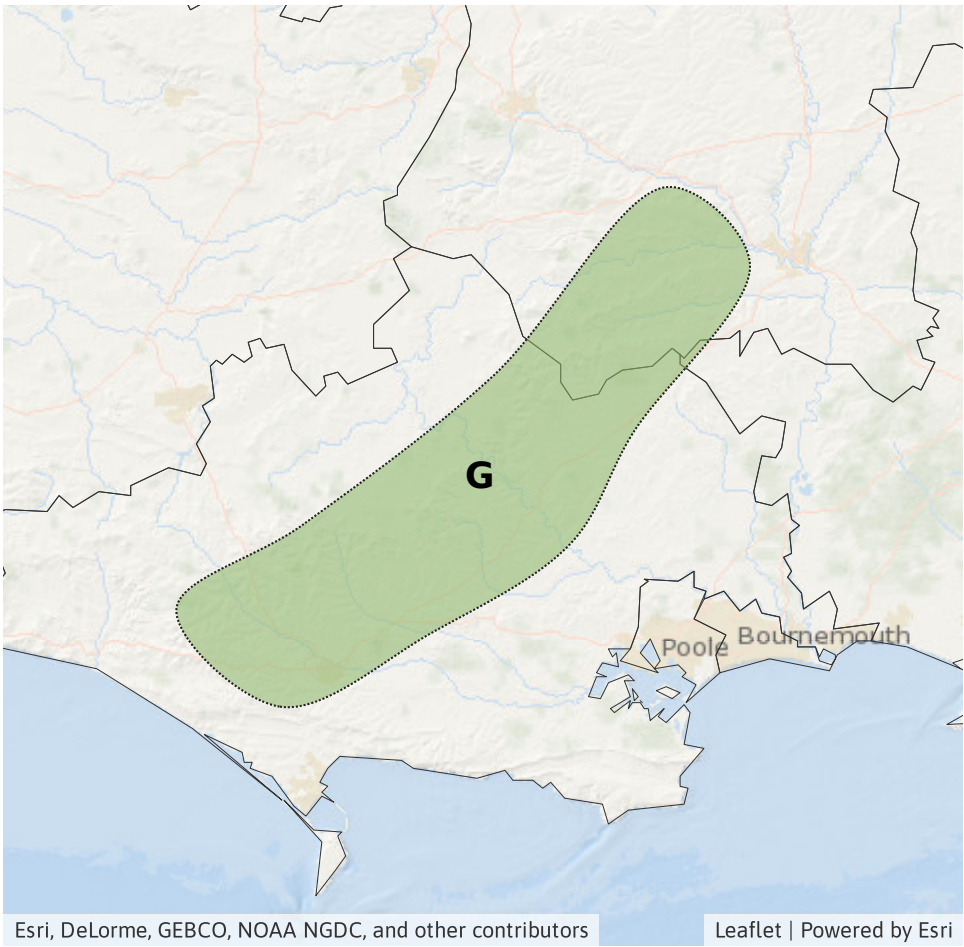 G
Poole
Bournemouth
Esri, DeLorme, GEBCO, NOAA NGDC, and other contributors
Leaflet | Powered by Esri